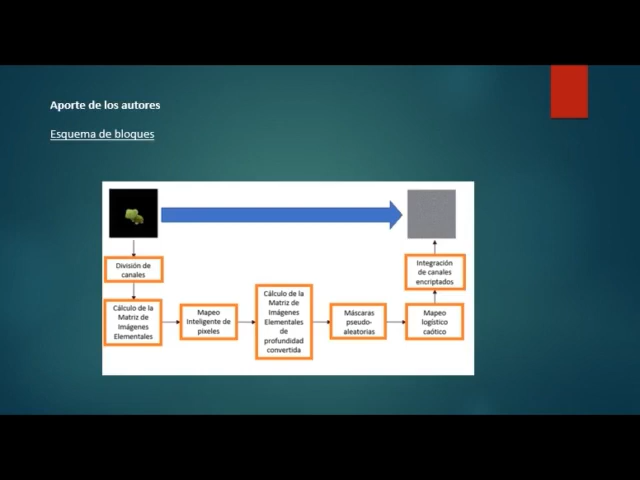 Aporte de los autores
Esquema de bloques
División de
canales
Cálculo de la
Matriz de
Imágenes
Elementales
Mapeo
Inteligente de
pixeles
Cálculo de la
Matriz de
Imágenes
Elementales
de
profundidad
convertida
Máscaras
pseudo-
aleatorias
Mapeo
logístico
caótico
Integración
de canales
encriptados